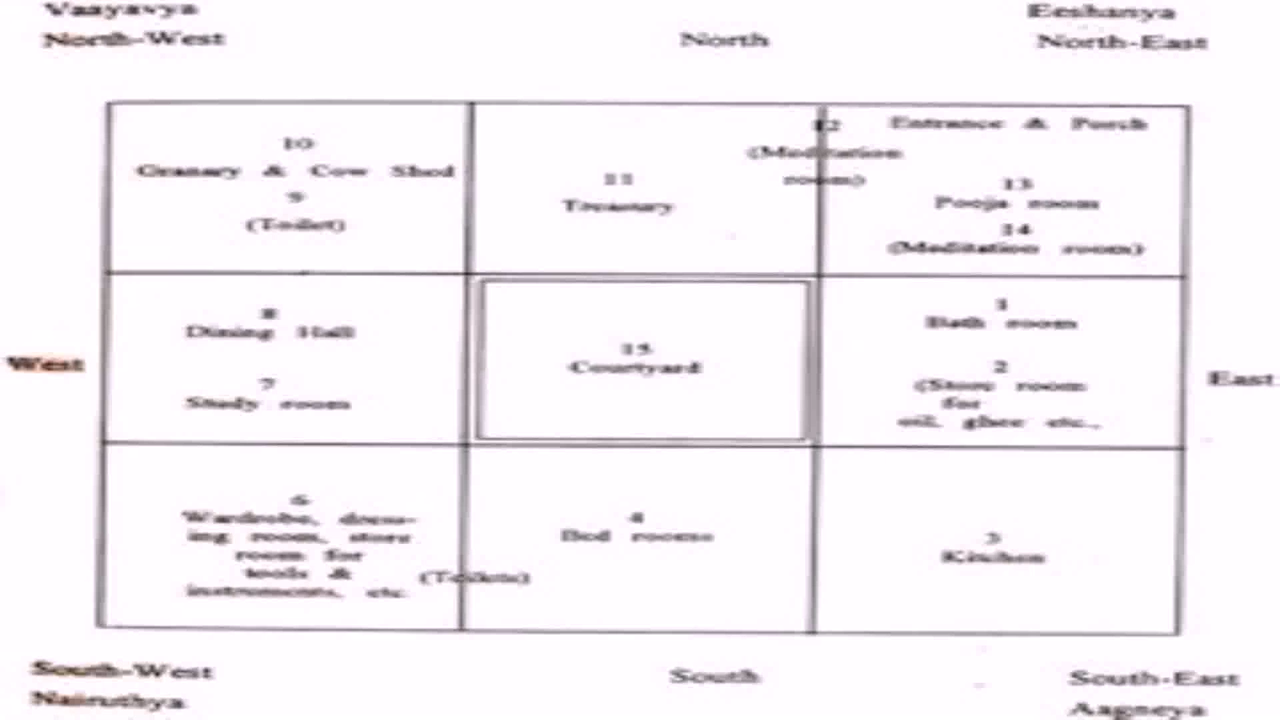 Vaayavya
North-West
North
Eeshanya
North-East
10
Granary & Cow Shed
9
(Toilet)
11
Treasury
12
(Meditation
room)
Entrance & Porch
13
Pooja room
14
(Meditation room)
West
8
Dining Hall
7
Study room
15
Courtyard
1
Bath room
2
(Store room
for
oil, ghee etc.,
East
6
Wardrobe, dress-
ing room, store
room for
tools &
instruments, etc.
(Toilets)
4
Bed rooms
3
Kitchen
South-West
Nairuthya
South
South-East
Aagneya